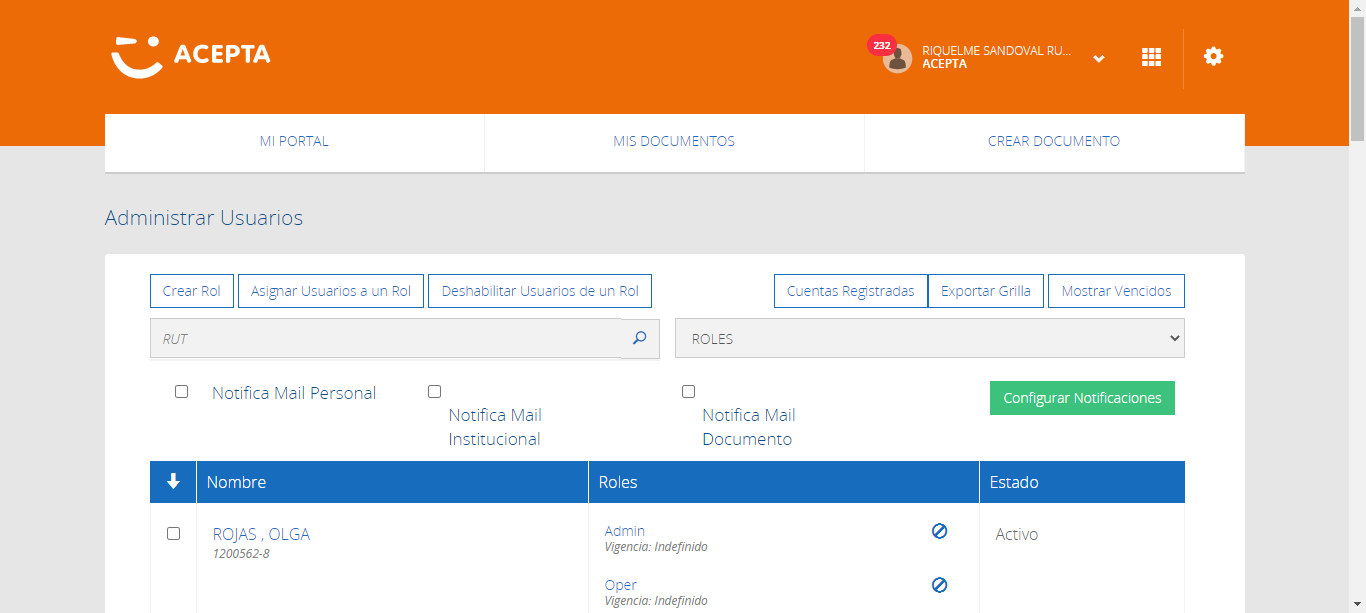 ACEPTA
232
RIQUELME SANDOVAL RU...
ACEPTA
MI PORTAL
MIS DOCUMENTOS
CREAR DOCUMENTO
Administrar Usuarios
Crear Rol
Asignar Usuarios a un Rol
Deshabilitar Usuarios de un Rol
Cuentas Registradas
Exportar Grilla
Mostrar Vencidos
RUT
ROLES
Notifica Mail Personal
Notifica Mail
Institucional
Notifica Mail
Documento
Configurar Notificaciones
Nombre
Roles
Estado
ROJAS , OLGA
1200562-8
Admin
Vigencia: Indefinido
Activo
Oper
Vigencia: Indefinido